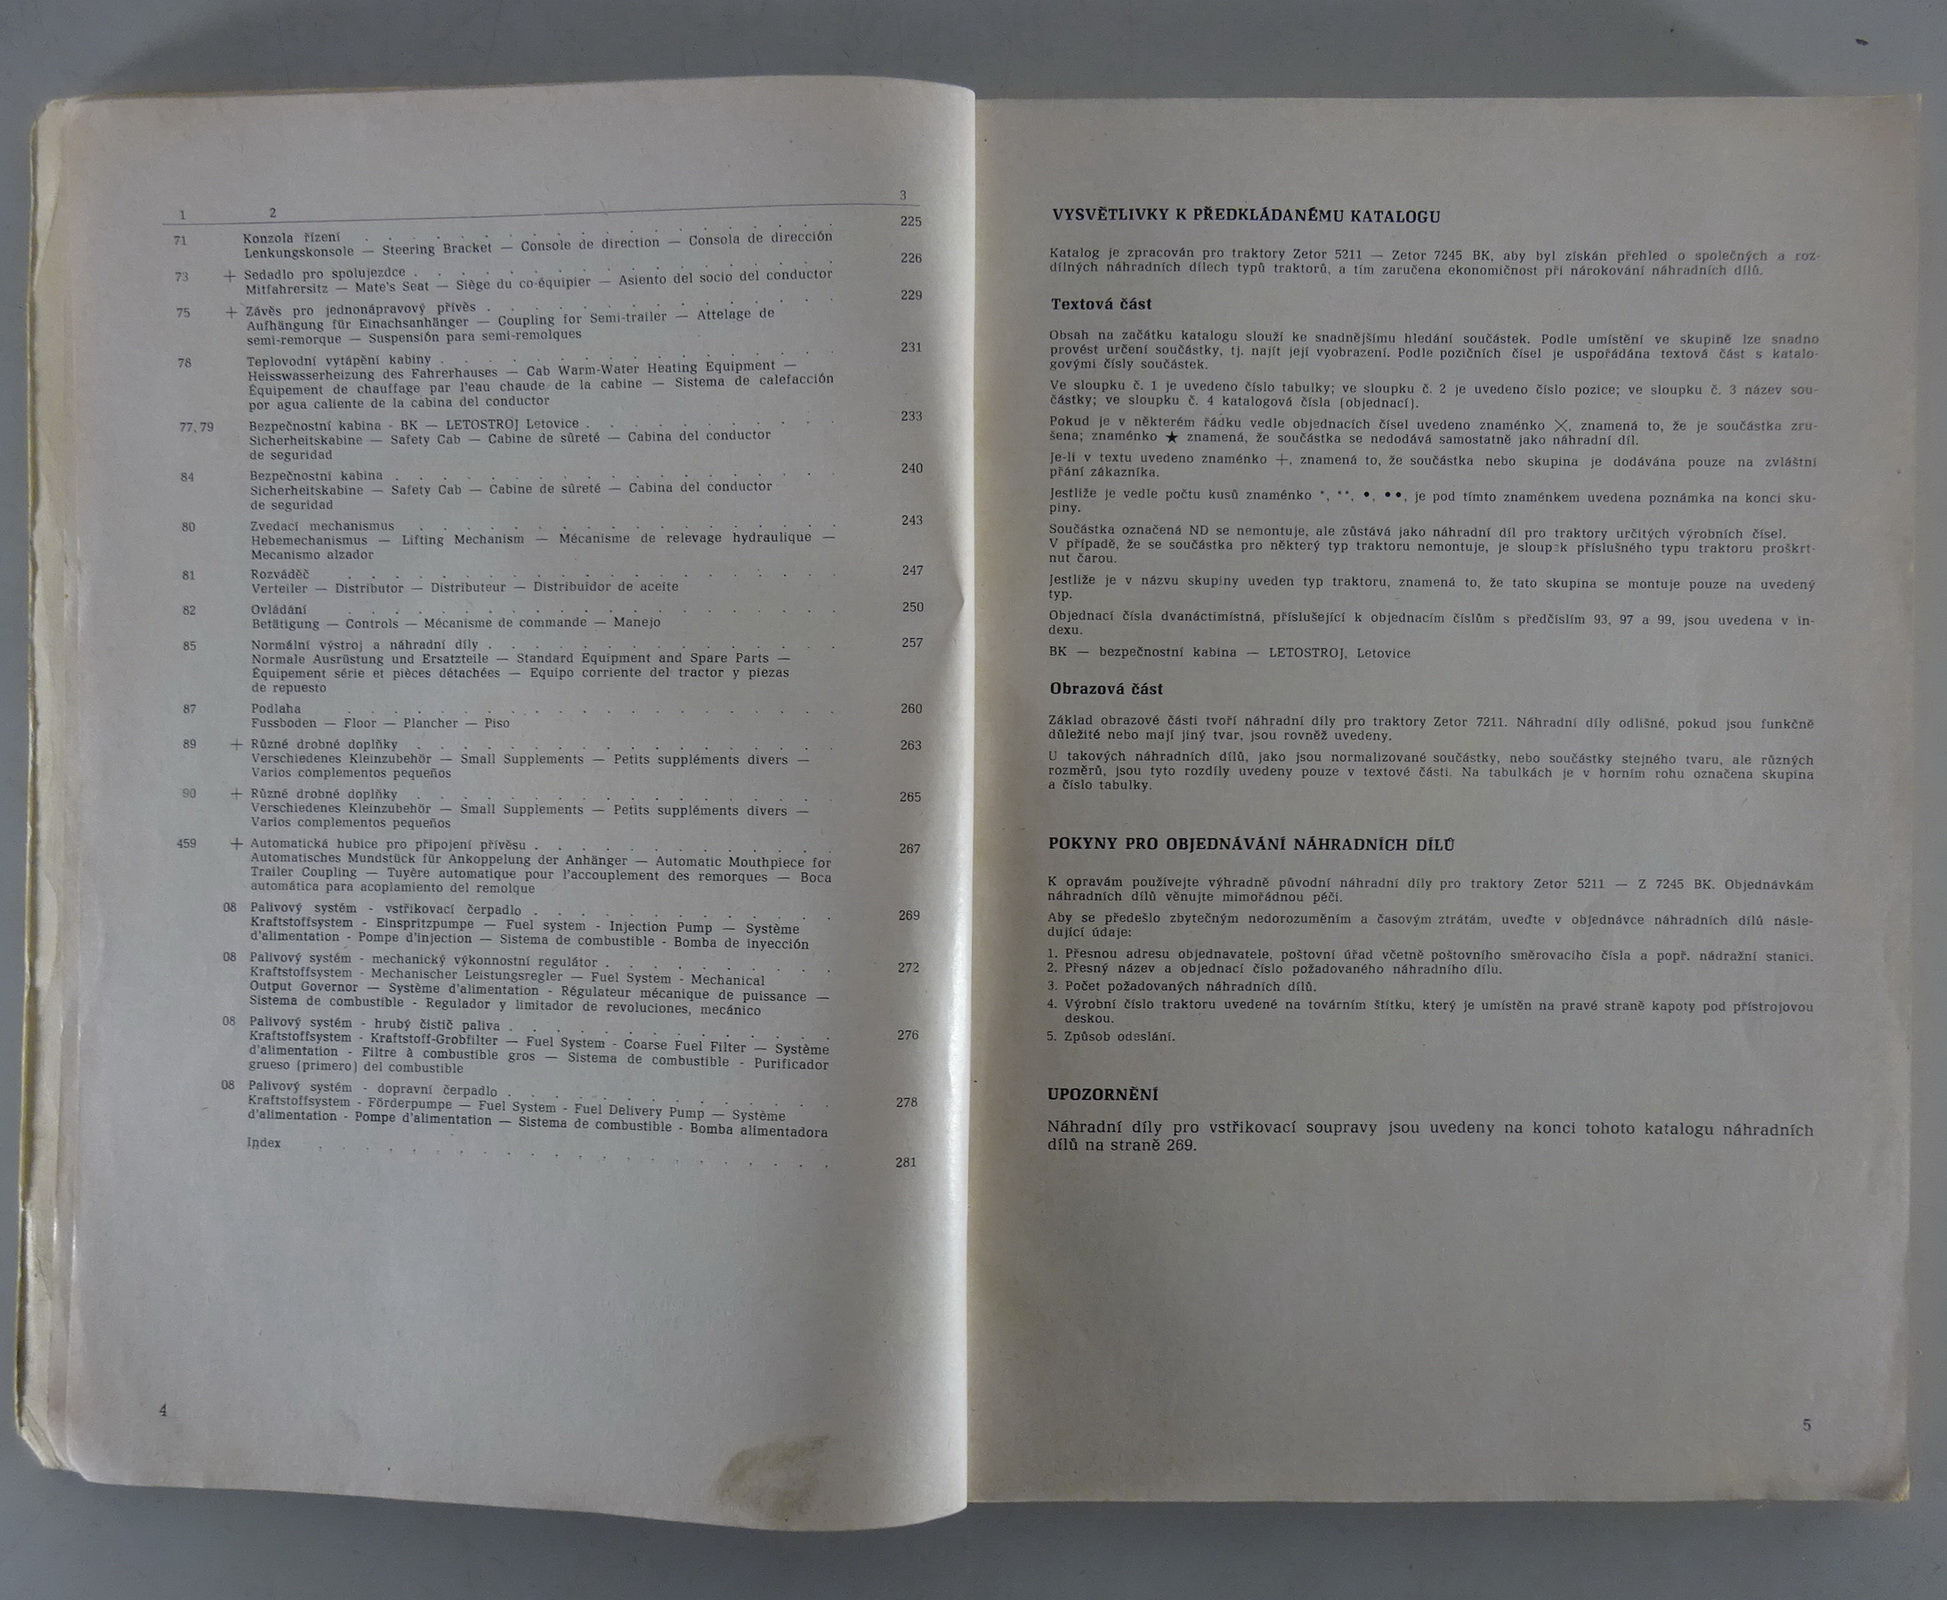 1 2 3
71 Konzola řízení . . . . . . . . . . . . . . . . 225
Lenkungskonsole — Steering Bracket — Console de direction — Consola de dirección
73 + Sedadlo pro spolujezdce . . . . . . . . . . . . . . 226
Mitfahrersitz — Mate's Seat — Siège du co-équipier — Asiento del socio del conductor
75 + Závěs pro jednonápravový přívěs . . . . . . . . . . . . 229
Aufhängung für Einachsanhänger — Coupling for Semi-trailer — Attelage de
semi-remorque — Suspensión para semi-remolques
78 Teplovodní vytápění kabiny . . . . . . . . . . . . . 231
Heisswasserheizung des Fahrerhauses — Cab Warm-Water Heating Equipment —
Équipement de chauffage par l'eau chaude de la cabine — Sistema de calefacción
por agua caliente de la cabina del conductor
77, 79 Bezpečnostní kabina - BK — LETOSTROJ Letovice . . . . . . . . 233
Sicherheitskabine — Safety Cab — Cabine de sûreté — Cabina del conductor
de seguridad
84 Bezpečnostní kabina . . . . . . . . . . . . . . . 240
Sicherheitskabine — Safety Cab — Cabine de sûreté — Cabina del conductor
de seguridad
80 Zvedací mechanismus . . . . . . . . . . . . . . 243
Hebemechanismus — Lifting Mechanism — Mécanisme de relevage hydraulique —
Mecanismo alzador
81 Rozváděč . . . . . . . . . . . . . . . . . 247
Verteiler — Distributor — Distributeur — Distribuidor de aceite
82 Ovládání . . . . . . . . . . . . . . . . . 250
Betätigung — Controls — Mécanisme de commande — Manejo
85 Normální výstroj a náhradní díly . . . . . . . . . . . . 257
Normale Ausrüstung und Ersatzteile — Standard Equipment and Spare Parts —
Équipement série et pièces détachées — Equipo corriente del tractor y piezas
de repuesto
87 Podlaha . . . . . . . . . . . . . . . . . 260
Fussboden — Floor — Plancher — Piso
89 + Různé drobné doplňky . . . . . . . . . . . . . . 263
Verschiedenes Kleinzubehör — Small Supplements — Petits suppléments divers —
Varios complementos pequeños
90 + Různé drobné doplňky . . . . . . . . . . . . . . 265
Verschiedenes Kleinzubehör — Small Supplements — Petits suppléments divers —
Varios complementos pequeños
459 + Automatická hubice pro připojení přívěsu . . . . . . . . . . 267
Automatisches Mundstück für Ankoppelung der Anhänger — Automatic Mouthpiece for
Trailer Coupling — Tuyère automatique pour l'accouplement des remorques — Boca
automática para acoplamiento del remolque
08 Palivový systém - vstřikovací čerpadlo . . . . . . . . . . 269
Kraftstoffsystem - Einspritzpumpe — Fuel system - Injection Pump — Système
d'alimentation - Pompe d'injection — Sistema de combustible - Bomba de inyección
08 Palivový systém - mechanický výkonnostní regulátor . . . . . . . . 272
Kraftstoffsystem - Mechanischer Leistungsregler — Fuel System - Mechanical
Output Governor — Système d'alimentation - Régulateur mécanique de puissance —
Sistema de combustible - Regulador y limitador de revoluciones, mecánico
08 Palivový systém - hrubý čistič paliva . . . . . . . . . . . 276
Kraftstoffsystem - Kraftstoff-Grobfilter — Fuel System - Coarse Fuel Filter — Système
d'alimentation - Filtre à combustible gros — Sistema de combustible - Purificador
grueso (primero) del combustible
08 Palivový systém - dopravní čerpadlo . . . . . . . . . . . 278
Kraftstoffsystem - Förderpumpe — Fuel System - Fuel Delivery Pump — Système
d'alimentation - Pompe d'alimentation — Sistema de combustible - Bomba alimentadora
Index . . . . . . . . . . . . . . . . . . 281
4
VYSVĚTLIVKY K PŘEDKLÁDANÉMU KATALOGU
Katalog je zpracován pro traktory Zetor 5211 — Zetor 7245 BK, aby byl získán přehled o společných a roz-
dílných náhradních dílech typů traktorů, a tím zaručena ekonomičnost při nárokování náhradních dílů.
Textová část
Obsah na začátku katalogu slouží ke snadnějšímu hledání součástek. Podle umístění ve skupině lze snadno
provést určení součástky, tj. najít její vyobrazení. Podle pozičních čísel je uspořádána textová část s katalo-
govými čísly součástek.
Ve sloupku č. 1 je uvedeno číslo tabulky; ve sloupku č. 2 je uvedeno číslo pozice; ve sloupku č. 3 název sou-
částky; ve sloupku č. 4 katalogová čísla (objednací).
Pokud je v některém řádku vedle objednacích čísel uvedeno znaménko ×, znamená to, že je součástka zru-
šena; znaménko ★ znamená, že součástka se nedodává samostatně jako náhradní díl.
Je-li v textu uvedeno znaménko +, znamená to, že součástka nebo skupina je dodávána pouze na zvláštní
přání zákazníka.
Jestliže je vedle počtu kusů znaménko *, **, ●, ●●, je pod tímto znaménkem uvedena poznámka na konci sku-
piny.
Součástka označená ND se nemontuje, ale zůstává jako náhradní díl pro traktory určitých výrobních čísel.
V případě, že se součástka pro některý typ traktoru nemontuje, je sloupek příslušného typu traktoru proškrt-
nut čarou.
Jestliže je v názvu skupiny uveden typ traktoru, znamená to, že tato skupina se montuje pouze na uvedený
typ.
Objednací čísla dvanáctimístná, příslušející k objednacím číslům s předčíslím 93, 97 a 99, jsou uvedena v in-
dexu.
BK — bezpečnostní kabina — LETOSTROJ, Letovice
Obrazová část
Základ obrazové části tvoří náhradní díly pro traktory Zetor 7211. Náhradní díly odlišné, pokud jsou funkčně
důležité nebo mají jiný tvar, jsou rovněž uvedeny.
U takových náhradních dílů, jako jsou normalizované součástky, nebo součástky stejného tvaru, ale různých
rozměrů, jsou tyto rozdíly uvedeny pouze v textové části. Na tabulkách je v horním rohu označena skupina
a číslo tabulky.
POKYNY PRO OBJEDNÁVÁNÍ NÁHRADNÍCH DÍLŮ
K opravám používejte výhradně původní náhradní díly pro traktory Zetor 5211 — Z 7245 BK. Objednávkám
náhradních dílů věnujte mimořádnou péči.
Aby se předešlo zbytečným nedorozuměním a časovým ztrátám, uveďte v objednávce náhradních dílů násle-
dující údaje:
1. Přesnou adresu objednavatele, poštovní úřad včetně poštovního směrovacího čísla a popř. nádražní stanici.
2. Přesný název a objednací číslo požadovaného náhradního dílu.
3. Počet požadovaných náhradních dílů.
4. Výrobní číslo traktoru uvedené na továrním štítku, který je umístěn na pravé straně kapoty pod přístrojovou
deskou.
5. Způsob odeslání.
UPOZORNĚNÍ
Náhradní díly pro vstřikovací soupravy jsou uvedeny na konci tohoto katalogu náhradních
dílů na straně 269.
5